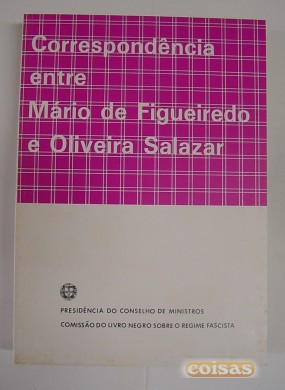 Correspondência
entre
Mário de Figueiredo
e Oliveira Salazar
PRESIDÊNCIA DO CONSELHO DE MINISTROS
COMISSÃO DO LIVRO NEGRO SOBRE O REGIME FASCISTA
coisas